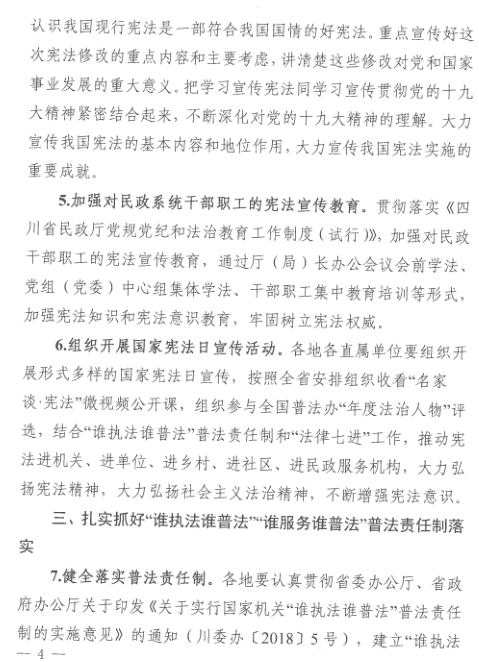 认识我国现行宪法是一部符合我国国情的好宪法。重点宣传好这
次宪法修改的重点内容和主要考虑，讲清楚这些修改对党和国家
事业发展的重大意义。把学习宣传宪法同学习宣传贯彻党的十九
大精神紧密结合起来，不断深化对党的十九大精神的理解。大力
宣传我国宪法的基本内容和地位作用，大力宣传我国宪法实施的
重要成就。
5.加强对民政系统干部职工的宪法宣传教育。贯彻落实《四
川省民政厅党规党纪和法治教育工作制度（试行）》，加强对民政
干部职工的宪法宣传教育，通过厅（局）长办公会议会前学法、
党组（党委）中心组集体学法、干部职工集中教育培训等形式，
加强宪法知识和宪法意识教育，牢固树立宪法权威。
6.组织开展国家宪法日宣传活动。各地各直属单位要组织开
展形式多样的国家宪法日宣传，按照全省安排组织收看“名家
谈·宪法”微视频公开课，组织参与全国普法办“年度法治人物”评
选，结合“谁执法谁普法”普法责任制和“法律七进”工作，推动宪
法进机关、进单位、进乡村、进社区、进民政服务机构，大力弘
扬宪法精神，大力弘扬社会主义法治精神，不断增强宪法意识。
三、扎实抓好“谁执法谁普法”“谁服务谁普法”普法责任制落
实
7.健全落实普法责任制。各地要认真贯彻省委办公厅、省政
府办公厅关于印发《关于实行国家机关“谁执法谁普法”普法责任
制的实施意见》的通知（川委办〔2018〕5号），建立“谁执法
— 4 —